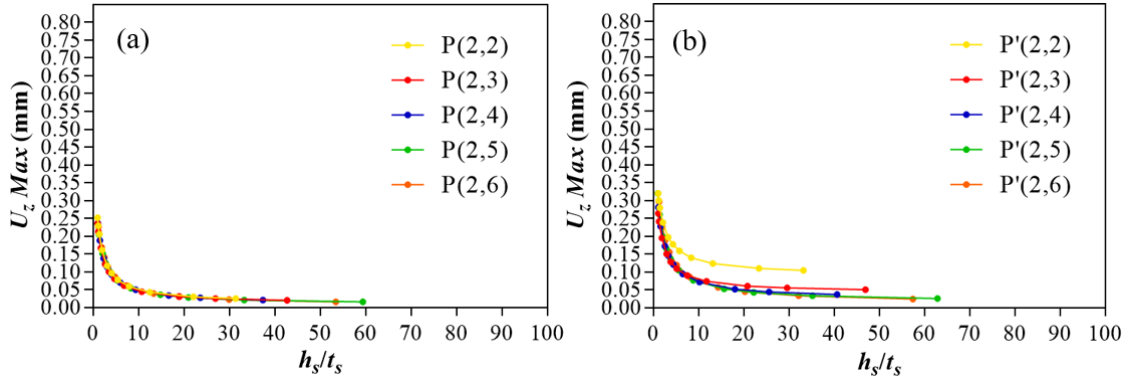 (a)
P(2,2)
P(2,3)
P(2,4)
P(2,5)
P(2,6)
U_z Max (mm)
0.80
0.75
0.70
0.65
0.60
0.55
0.50
0.45
0.40
0.35
0.30
0.25
0.20
0.15
0.10
0.05
0.00
0 10 20 30 40 50 60 70 80 90 100
h_s/t_s
(b)
P'(2,2)
P'(2,3)
P'(2,4)
P'(2,5)
P'(2,6)
U_z Max (mm)
0.80
0.75
0.70
0.65
0.60
0.55
0.50
0.45
0.40
0.35
0.30
0.25
0.20
0.15
0.10
0.05
0.00
0 10 20 30 40 50 60 70 80 90 100
h_s/t_s